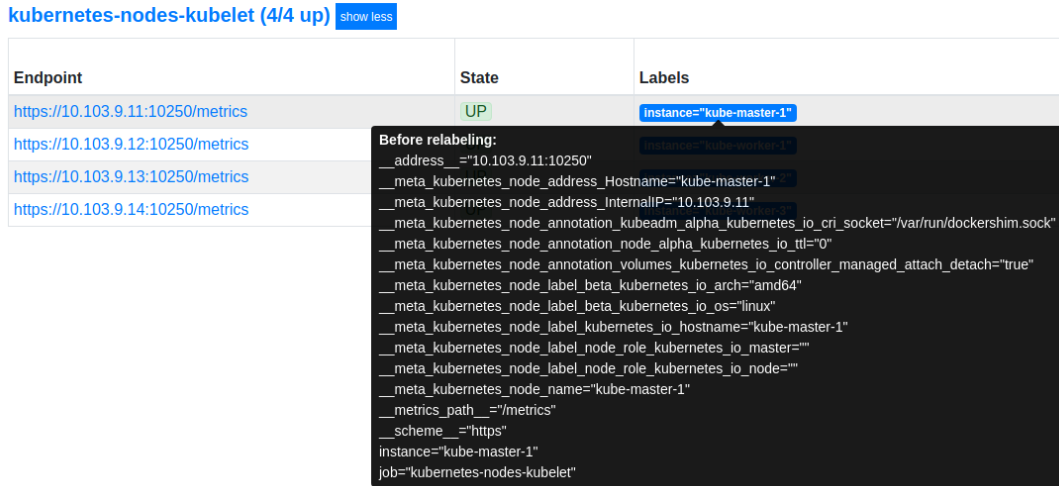 kubernetes-nodes-kubelet (4/4 up) show less
Endpoint State Labels
https://10.103.9.11:10250/metrics UP instance="kube-master-1"
https://10.103.9.12:10250/metrics instance="kube-worker-1"
https://10.103.9.13:10250/metrics
https://10.103.9.14:10250/metrics
Before relabeling:
__address__="10.103.9.11:10250"
__meta_kubernetes_node_address_Hostname="kube-master-1"
__meta_kubernetes_node_address_InternalIP="10.103.9.11"
__meta_kubernetes_node_annotation_kubeadm_alpha_kubernetes_io_cri_socket="/var/run/dockershim.sock"
__meta_kubernetes_node_annotation_node_alpha_kubernetes_io_ttl="0"
__meta_kubernetes_node_annotation_volumes_kubernetes_io_controller_managed_attach_detach="true"
__meta_kubernetes_node_label_beta_kubernetes_io_arch="amd64"
__meta_kubernetes_node_label_beta_kubernetes_io_os="linux"
__meta_kubernetes_node_label_kubernetes_io_hostname="kube-master-1"
__meta_kubernetes_node_label_node_role_kubernetes_io_master=""
__meta_kubernetes_node_label_node_role_kubernetes_io_node=""
__meta_kubernetes_node_name="kube-master-1"
__metrics_path__="/metrics"
__scheme__="https"
instance="kube-master-1"
job="kubernetes-nodes-kubelet"